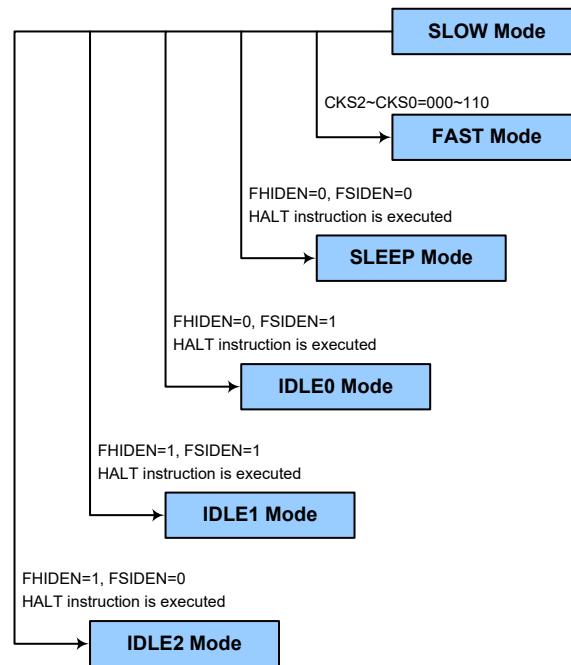 SLOW Mode
CKS2~CKS0=000~110
FAST Mode
FHIDEN=0, FSIDEN=0
HALT instruction is executed
SLEEP Mode
FHIDEN=0, FSIDEN=1
HALT instruction is executed
IDLE0 Mode
FHIDEN=1, FSIDEN=1
HALT instruction is executed
IDLE1 Mode
FHIDEN=1, FSIDEN=0
HALT instruction is executed
IDLE2 Mode